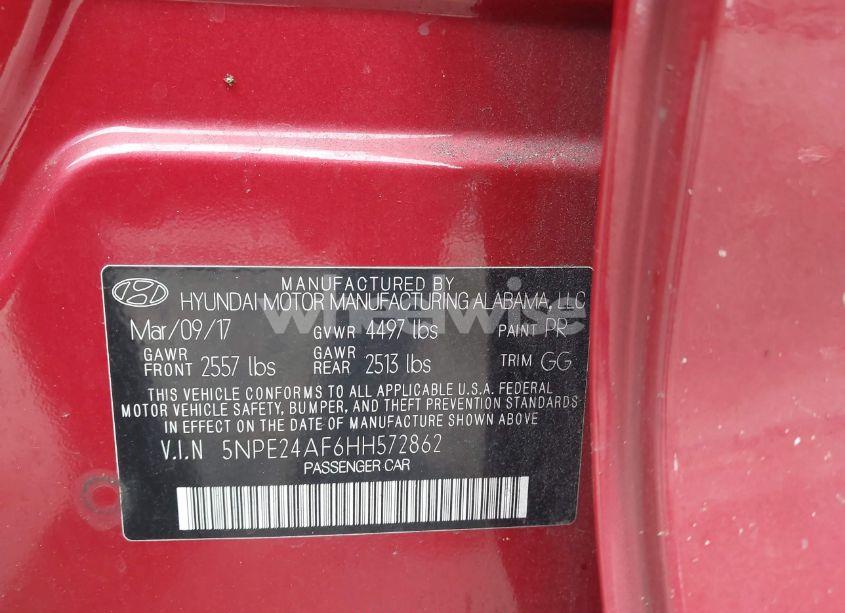 MANUFACTURED BY
HYUNDAI MOTOR MANUFACTURING ALABAMA, LLC
Mar/09/17 GVWR 4497 lbs PAINT PR
GAWR FRONT 2557 lbs GAWR REAR 2513 lbs TRIM GG
THIS VEHICLE CONFORMS TO ALL APPLICABLE U.S.A. FEDERAL
MOTOR VEHICLE SAFETY, BUMPER, AND THEFT PREVENTION STANDARDS
IN EFFECT ON THE DATE OF MANUFACTURE SHOWN ABOVE
V.I.N 5NPE24AF6HH572862
PASSENGER CAR
wheelwise